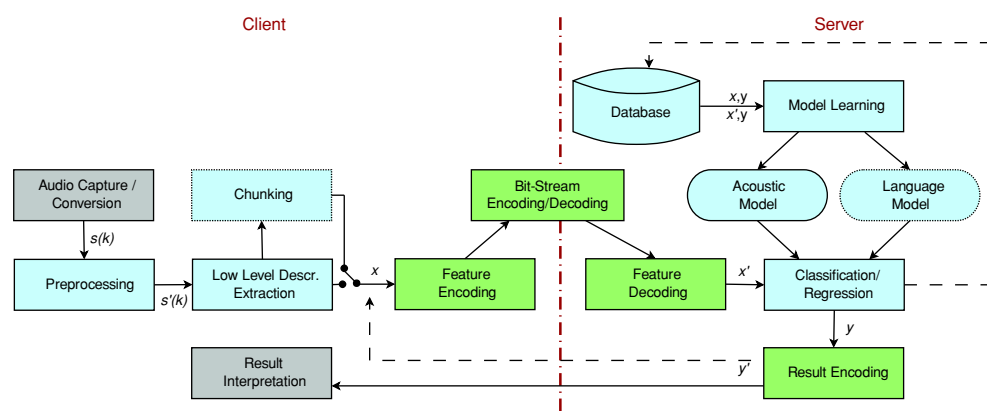 Client
Server
Database
x,y
x',y
Model Learning
Audio Capture /
Conversion
Chunking
Bit-Stream
Encoding/Decoding
Acoustic
Model
Language
Model
s(k)
Preprocessing
s'(k)
Low Level Descr.
Extraction
x
Feature
Encoding
Feature
Decoding
x'
Classification/
Regression
y
Result
Interpretation
y'
Result Encoding